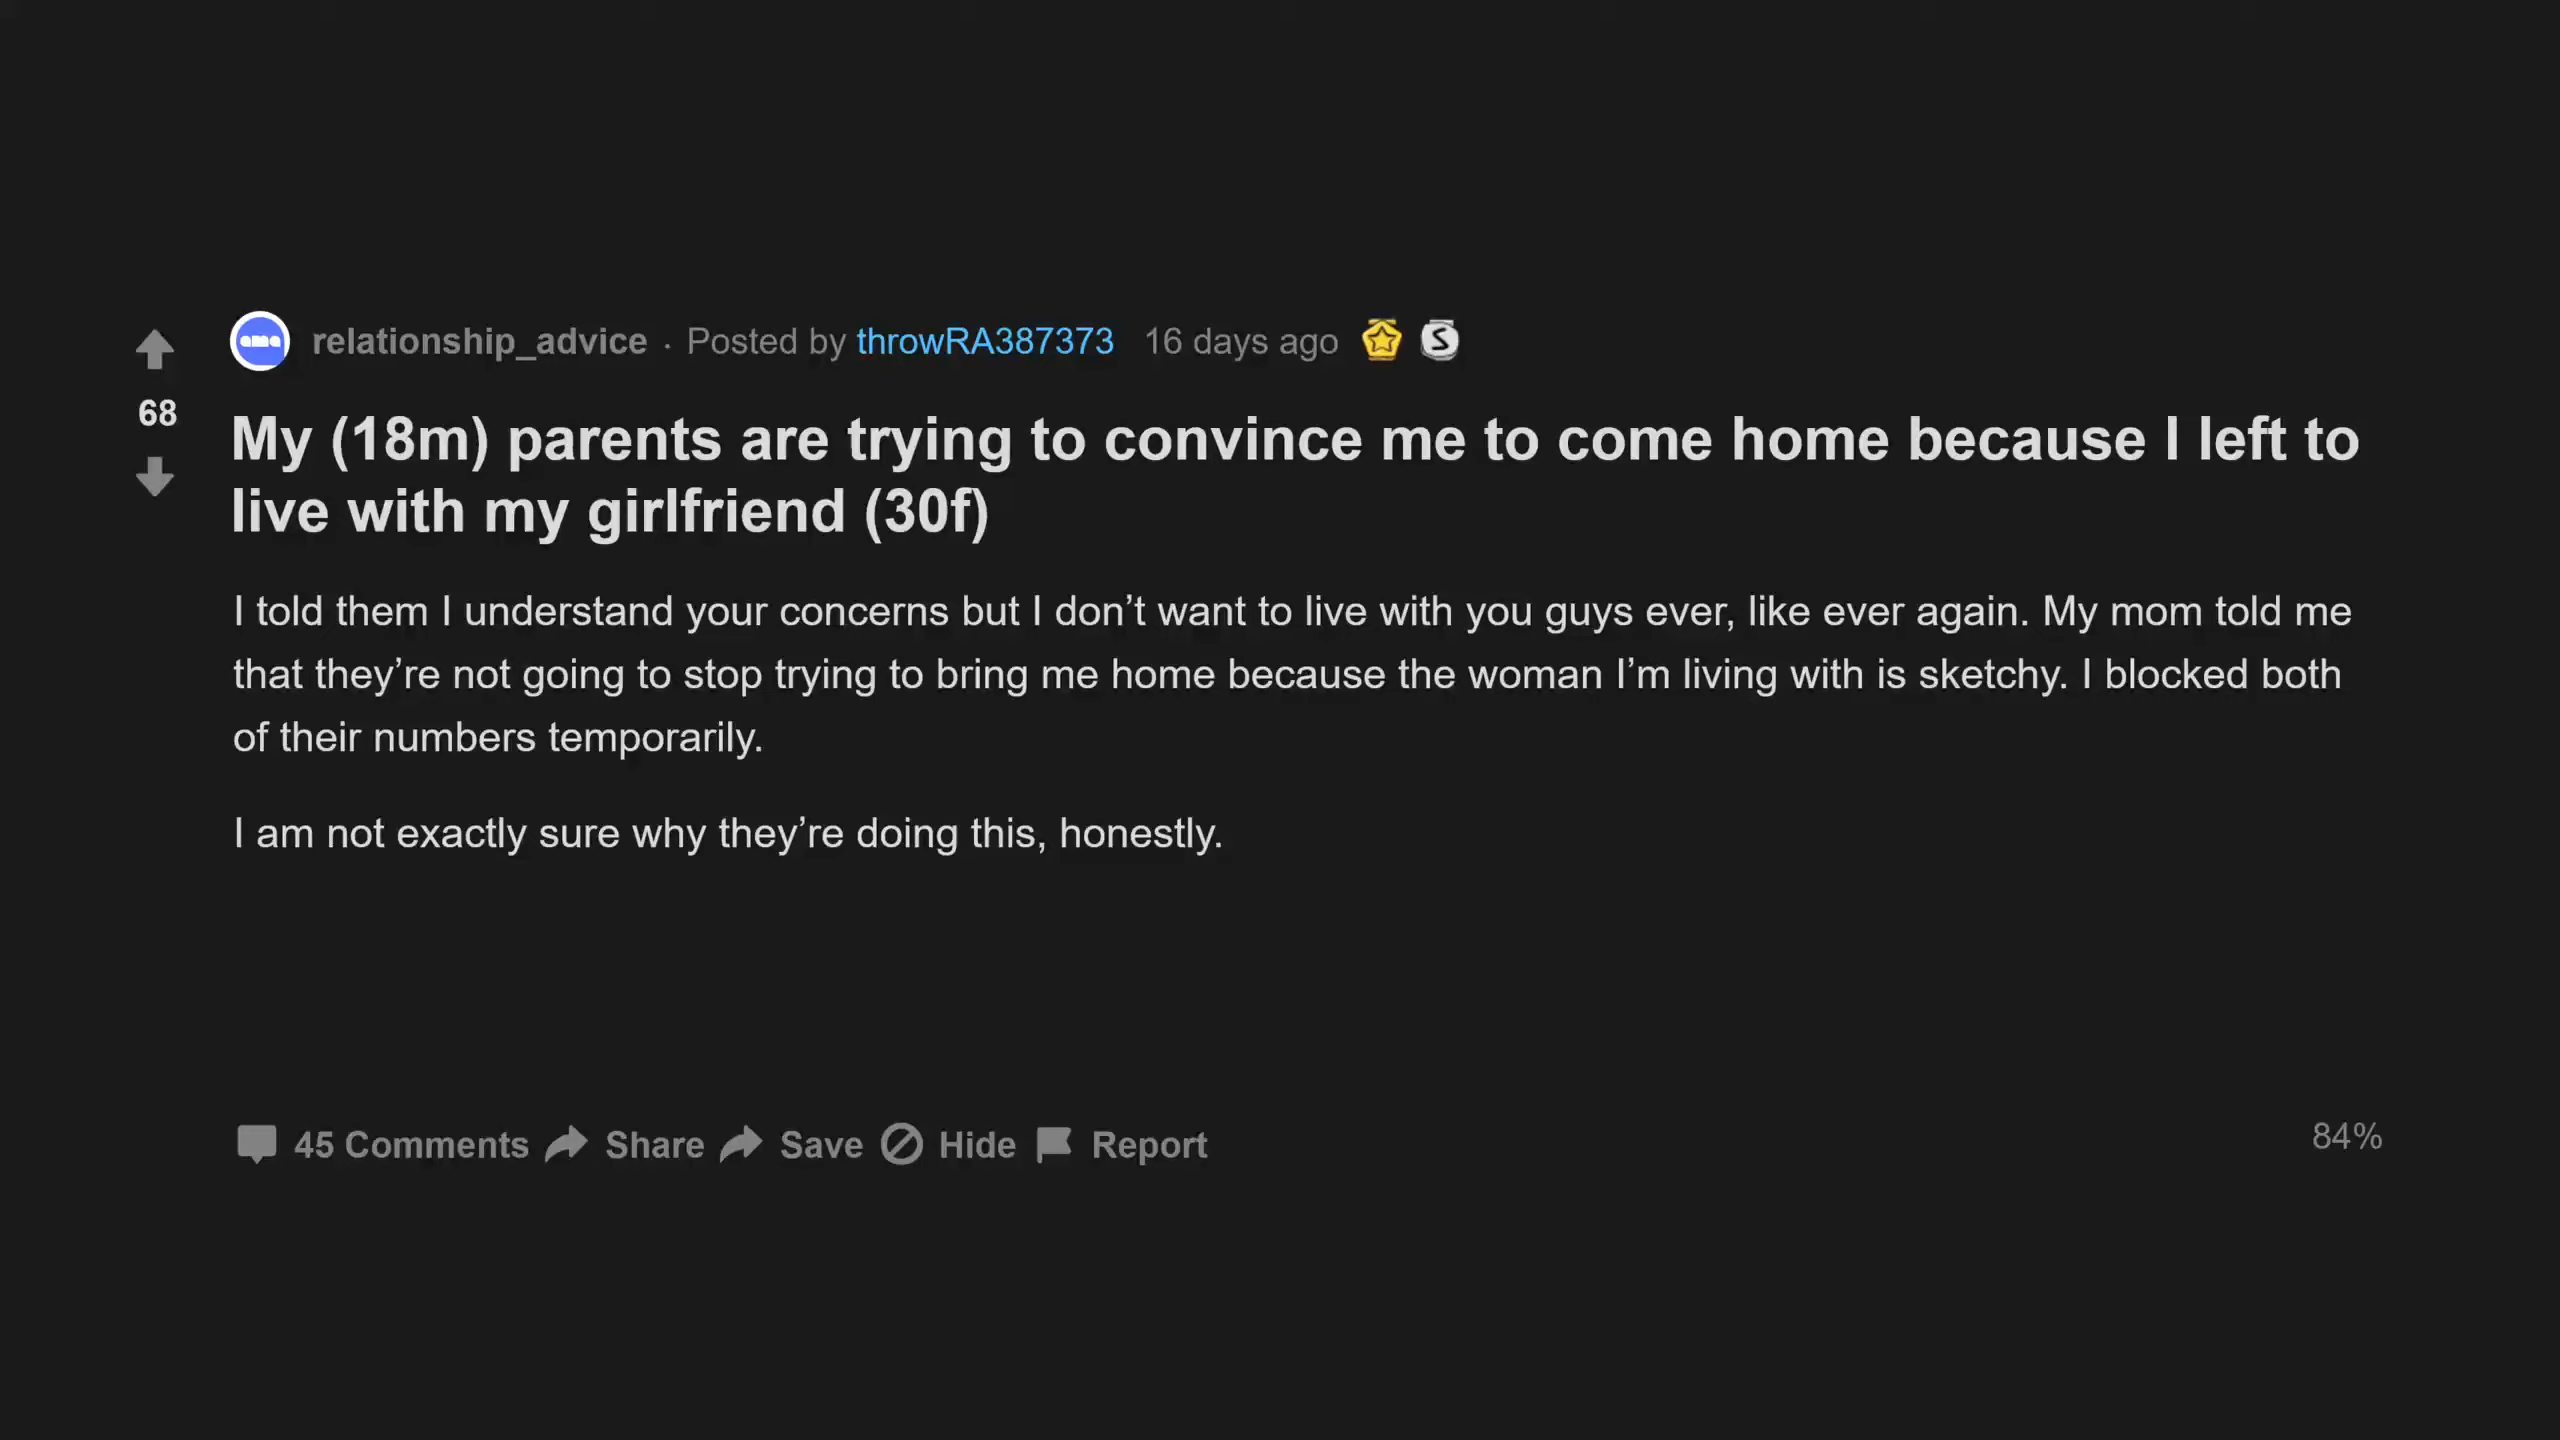 relationship_advice · Posted by throwRA387373 16 days ago
68
My (18m) parents are trying to convince me to come home because I left to
live with my girlfriend (30f)
I told them I understand your concerns but I don’t want to live with you guys ever, like ever again. My mom told me
that they’re not going to stop trying to bring me home because the woman I’m living with is sketchy. I blocked both
of their numbers temporarily.
I am not exactly sure why they’re doing this, honestly.
45 Comments Share Save Hide Report
84%